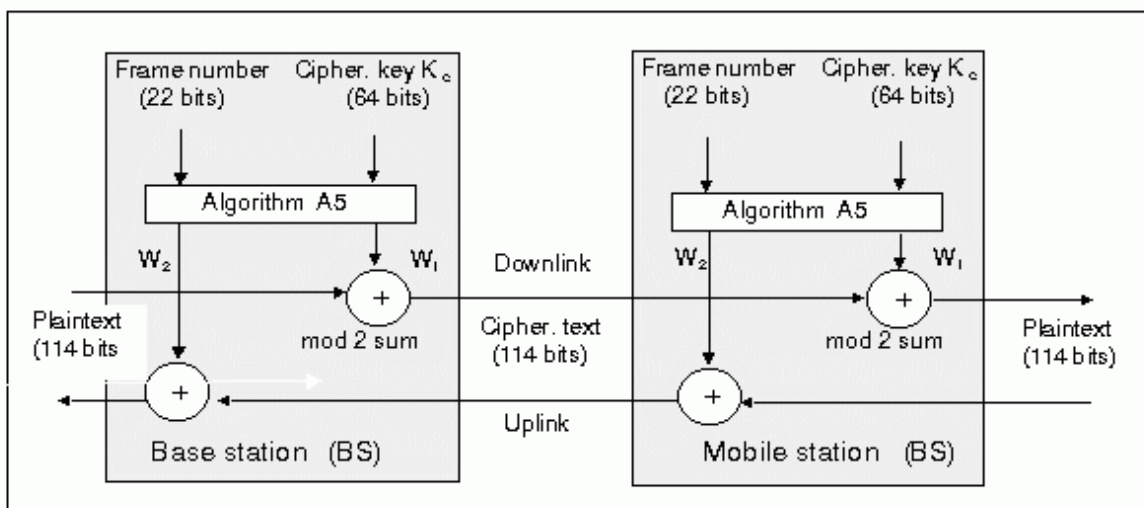 Frame number
(22 bits)
Cipher. key K c
(64 bits)
Algorithm A5
W2
W1
+
mod 2 sum
Plaintext
(114 bits
+
Base station (BS)
Downlink
Cipher. text
(114 bits)
Uplink
Frame number
(22 bits)
Cipher. key K c
(64 bits)
Algorithm A5
W2
W1
+
mod 2 sum
Plaintext
(114 bits)
+
Mobile station (BS)